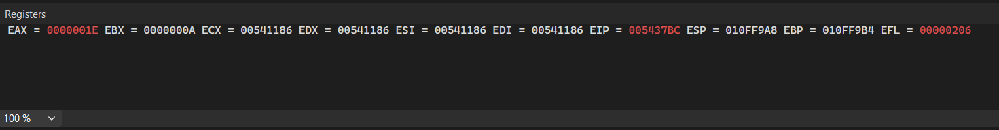 Registers
EAX = 0000001E EBX = 0000000A ECX = 00541186 EDX = 00541186 ESI = 00541186 EDI = 00541186 EIP = 005437BC ESP = 010FF9A8 EBP = 010FF9B4 EFL = 00000206
100 %